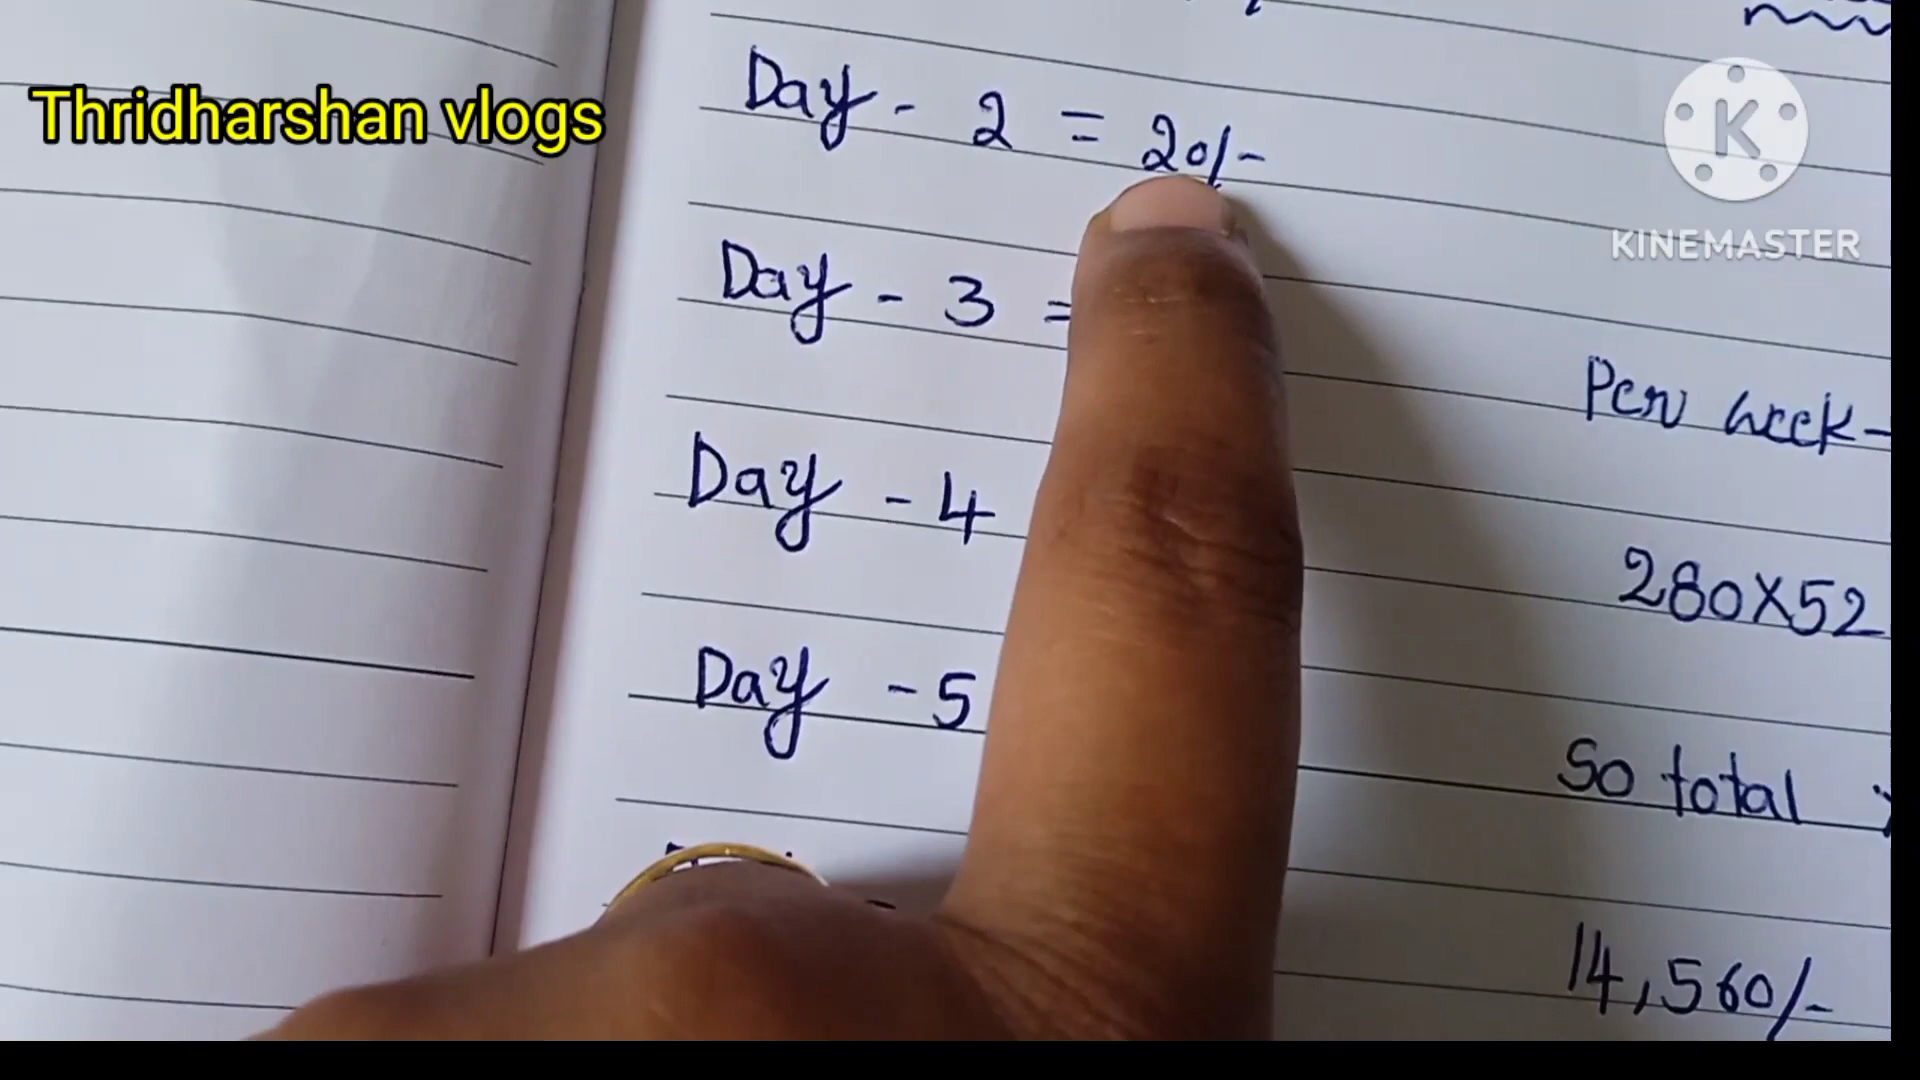 Thridharshan vlogs
KINEMASTER
Day - 2 = 20/-
Day - 3 =
Day - 4
Day - 5
Per week -
280X52
So total
14,560/-